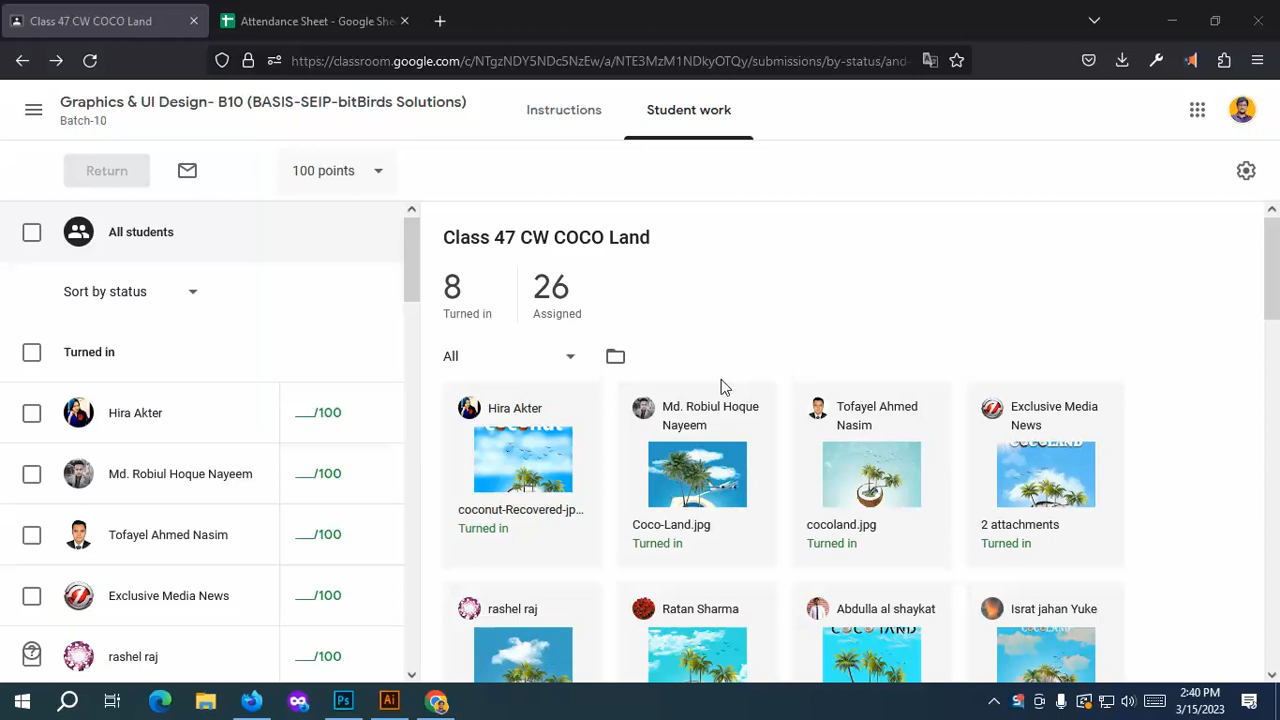 Class 47 CW COCO Land
Attendance Sheet - Google She
https://classroom.google.com/c/NTgzNDY5NDc5NzEw/a/NTE3MzM1NDkyOTQy/submissions/by-status/and-
Graphics & UI Design- B10 (BASIS-SEIP-bitBirds Solutions)
Batch-10
Instructions
Student work
Return
100 points
All students
Sort by status
Turned in
Hira Akter
__/100
Md. Robiul Hoque Nayeem
__/100
Tofayel Ahmed Nasim
__/100
Exclusive Media News
__/100
rashel raj
__/100
Class 47 CW COCO Land
8
Turned in
26
Assigned
All
Hira Akter
coconut-Recovered-jp...
Turned in
Md. Robiul Hoque
Nayeem
Coco-Land.jpg
Turned in
Tofayel Ahmed
Nasim
cocoland.jpg
Turned in
Exclusive Media
News
COCOLAND
2 attachments
Turned in
rashel raj
Ratan Sharma
Abdulla al shaykat
COCO LAND
Israt jahan Yuke
Ps
Ai
2:40 PM
3/15/2023